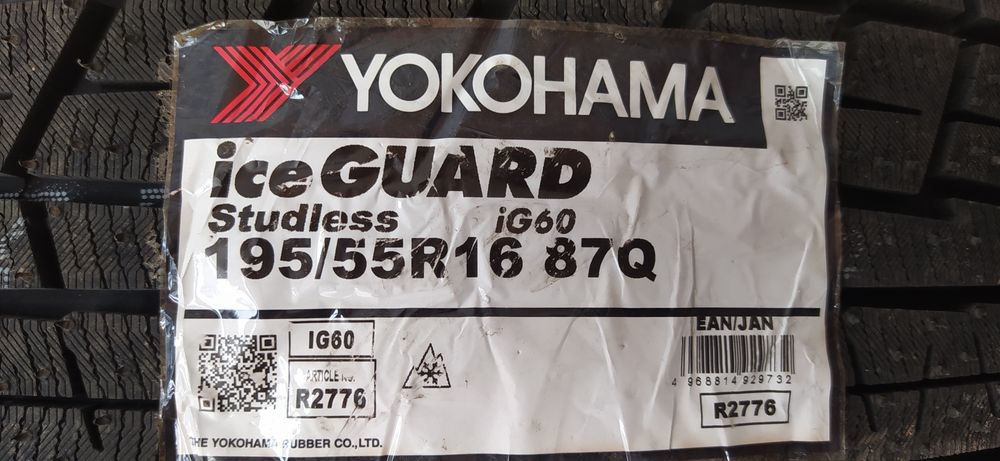 YOKOHAMA
iceGUARD
Studless iG60
195/55R16 87Q
EAN/JAN
IG60
ARTICLE No.
R2776
4 968814 929732
R2776
THE YOKOHAMA RUBBER CO.,LTD.